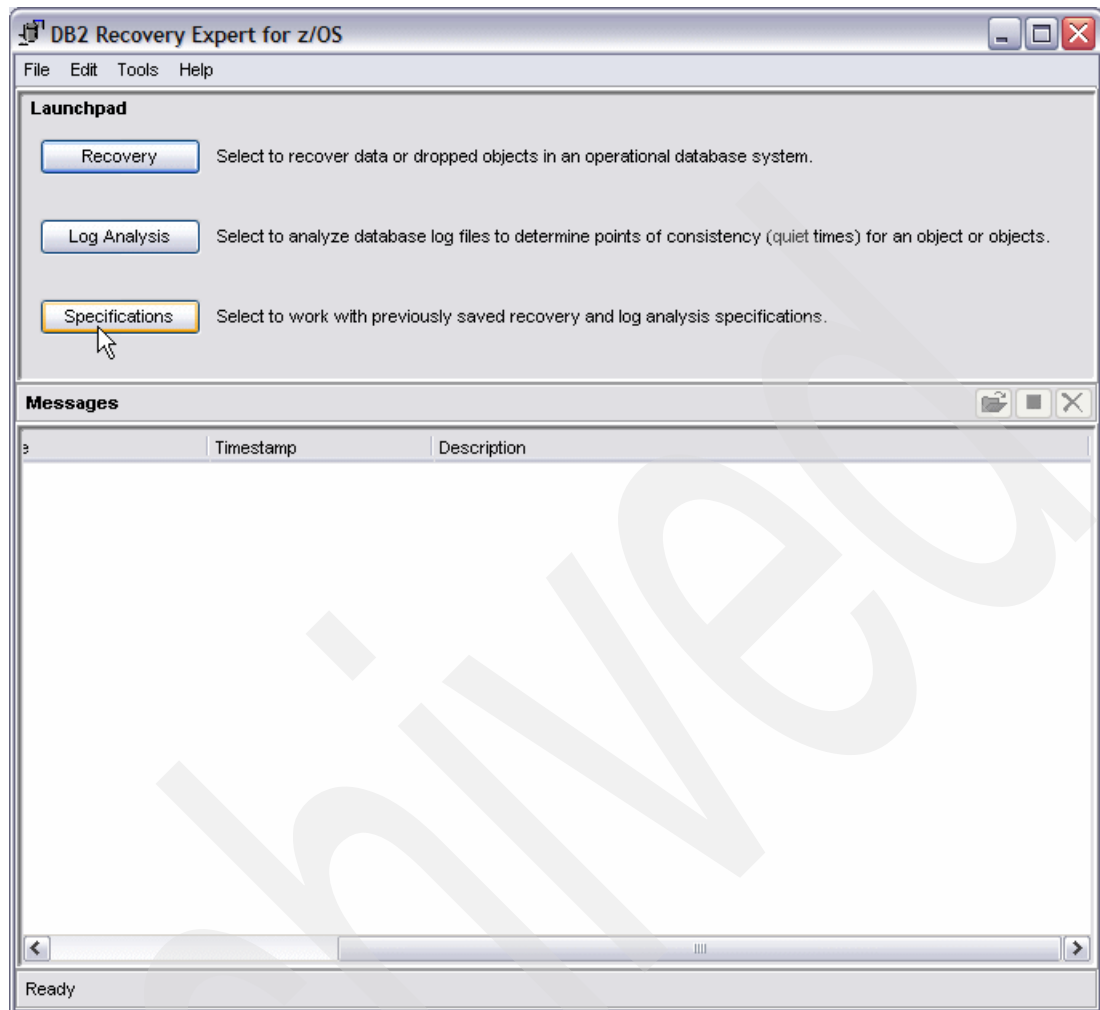 DB2 Recovery Expert for z/OS
File Edit Tools Help
Launchpad
Recovery Select to recover data or dropped objects in an operational database system.
Log Analysis Select to analyze database log files to determine points of consistency (quiet times) for an object or objects.
Specifications Select to work with previously saved recovery and log analysis specifications.
Messages
e Timestamp Description
Ready
hived